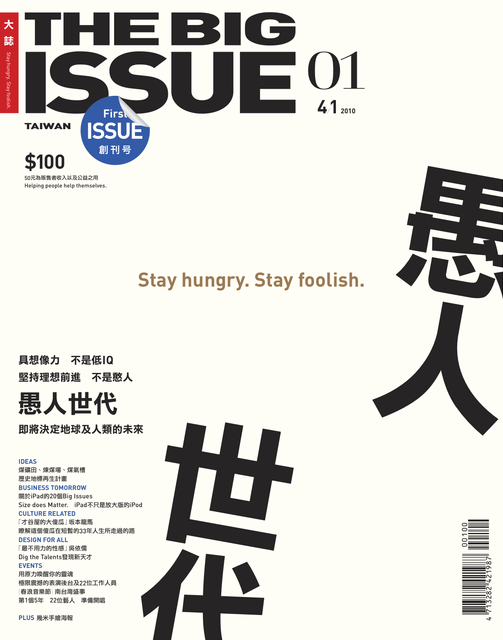 大誌
Stay hungry. Stay foolish.
THE BIG
ISSUE
01
4 1 2010
TAIWAN
First
ISSUE
創刊号
$100
50元為販售者收入以及公益之用
Helping people help themselves.
愚人
Stay hungry. Stay foolish.
具想像力 不是低IQ
堅持理想前進 不是憨人
愚人世代
即將決定地球及人類的未來
世代
IDEAS
煤礦田、煉煤場、煤氣槽
歷史地標再生計畫
BUSINESS TOMORROW
關於iPad的20個Big Issues
Size does Matter. iPad不只是放大版的iPod
CULTURE RELATED
「才谷屋的大傻瓜」坂本龍馬
瞭解這個傻瓜在短暫的33年人生所走過的路
DESIGN FOR ALL
「最不用力的性感」吳依儒
Dig the Talents發現新天才
EVENTS
用原力喚醒你的靈魂
極限震撼的表演後台及22位工作人員
「春浪音樂節」南台灣盛事
第1個5年 22位藝人 準備開唱
PLUS 幾米手繪海報
00100
4 713282 421987